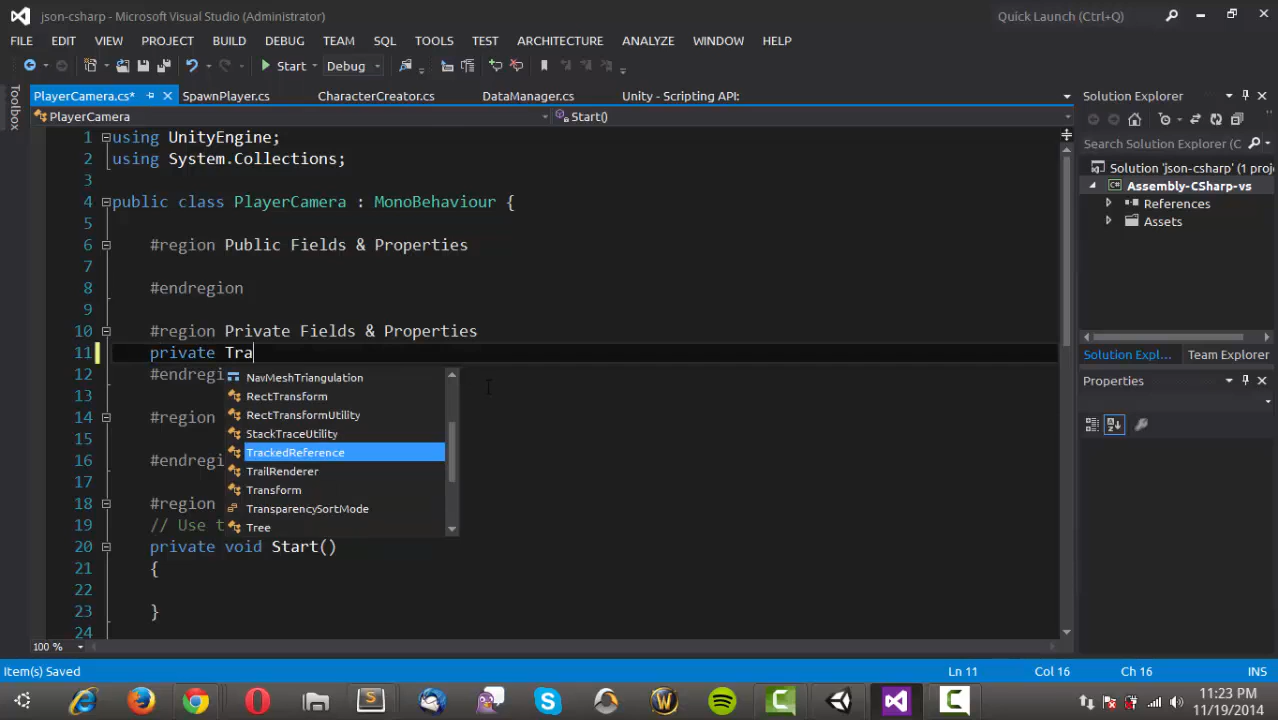 json-csharp - Microsoft Visual Studio (Administrator)
Quick Launch (Ctrl+Q)
FILE EDIT VIEW PROJECT BUILD DEBUG TEAM SQL TOOLS TEST ARCHITECTURE ANALYZE WINDOW HELP
Start Debug
Toolbox
PlayerCamera.cs* SpawnPlayer.cs CharacterCreator.cs DataManager.cs Unity - Scripting API:
PlayerCamera Start()
1 using UnityEngine;
2 using System.Collections;
3
4 public class PlayerCamera : MonoBehaviour {
5
6 #region Public Fields & Properties
7
8 #endregion
9
10 #region Private Fields & Properties
11 private Tra
12 #endregi
13
14 #region
15
16 #endregi
17
18 #region
19 // Use t
20 private void Start()
21 {
22
23 }
24
NavMeshTriangulation
RectTransform
RectTransformUtility
StackTraceUtility
TrackedReference
TrailRenderer
Transform
TransparencySortMode
Tree
100 %
Solution Explorer
Search Solution Explorer (C
Solution 'json-csharp' (1 proj
Assembly-CSharp-vs
References
Assets
Solution Expl... Team Explorer
Properties
Item(s) Saved Ln 11 Col 16 Ch 16 INS
11:23 PM
11/19/2014